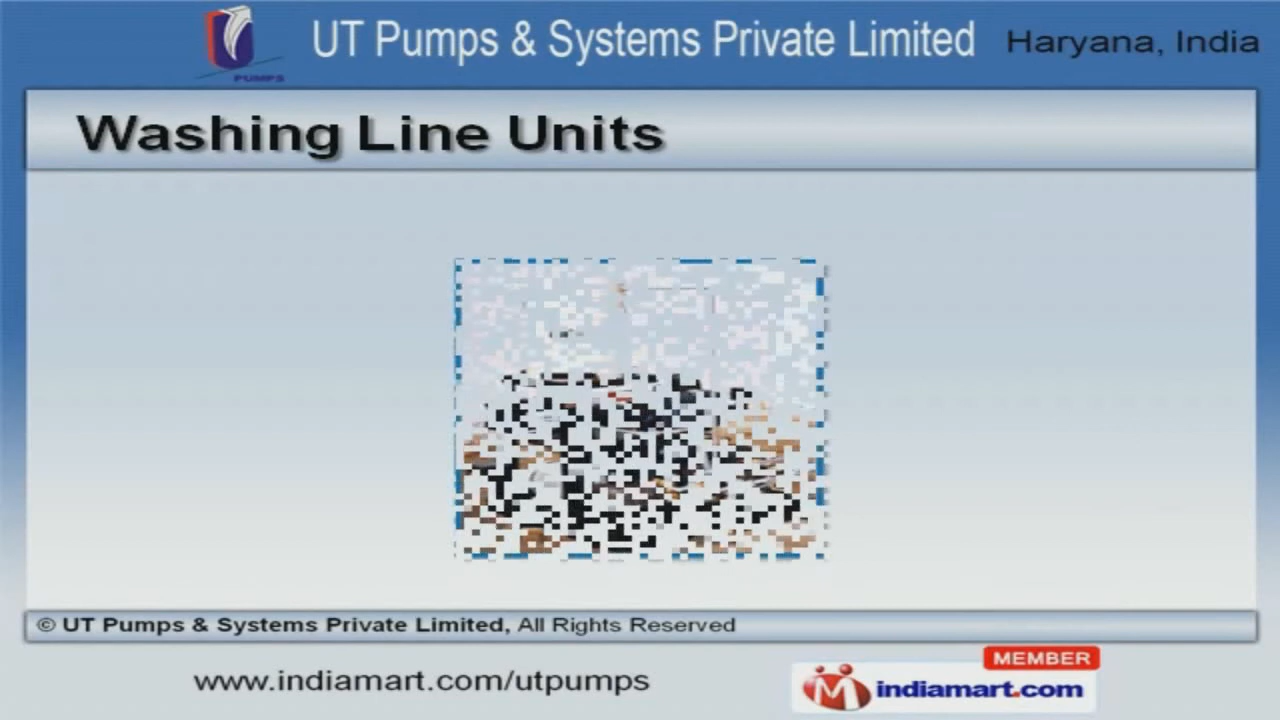 UT Pumps & Systems Private Limited
Haryana, India
PUMPS
Washing Line Units
© UT Pumps & Systems Private Limited, All Rights Reserved
www.indiamart.com/utpumps
MEMBER
indiamart.com